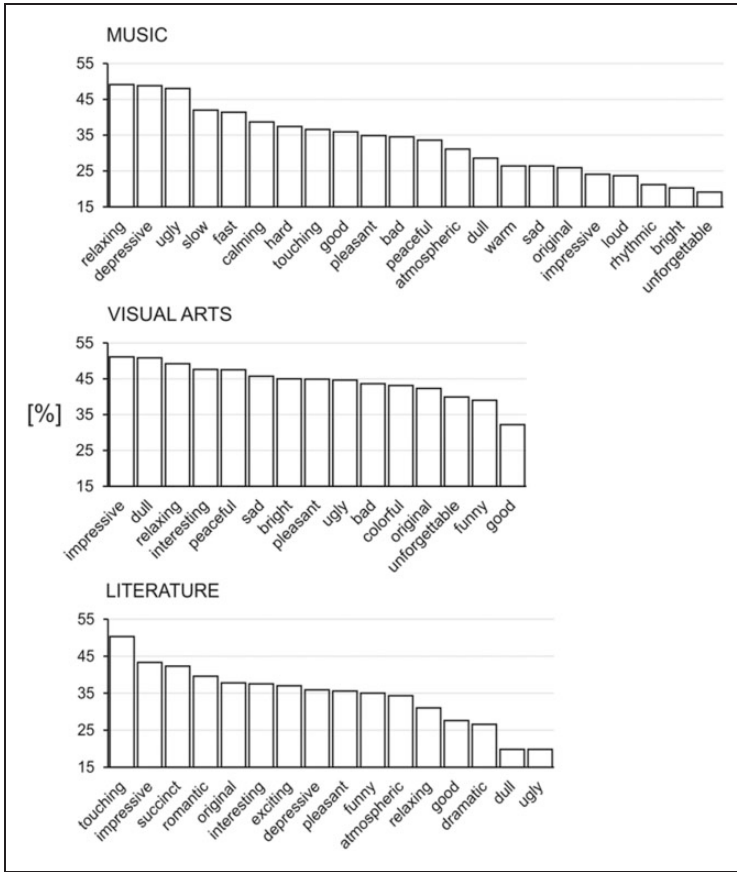 MUSIC
55
45
35
25
15
relaxing depressive ugly slow fast calming hard touching good pleasant bad peaceful atmospheric dull warm sad original impressive loud rhythmic bright unforgettable
VISUAL ARTS
55
45
[%] 35
25
15
impressive dull relaxing interesting peaceful sad bright pleasant ugly bad colorful original unforgettable funny good
LITERATURE
55
45
35
25
15
touching impressive succinct romantic original interesting exciting depressive pleasant funny atmospheric relaxing good dramatic dull ugly